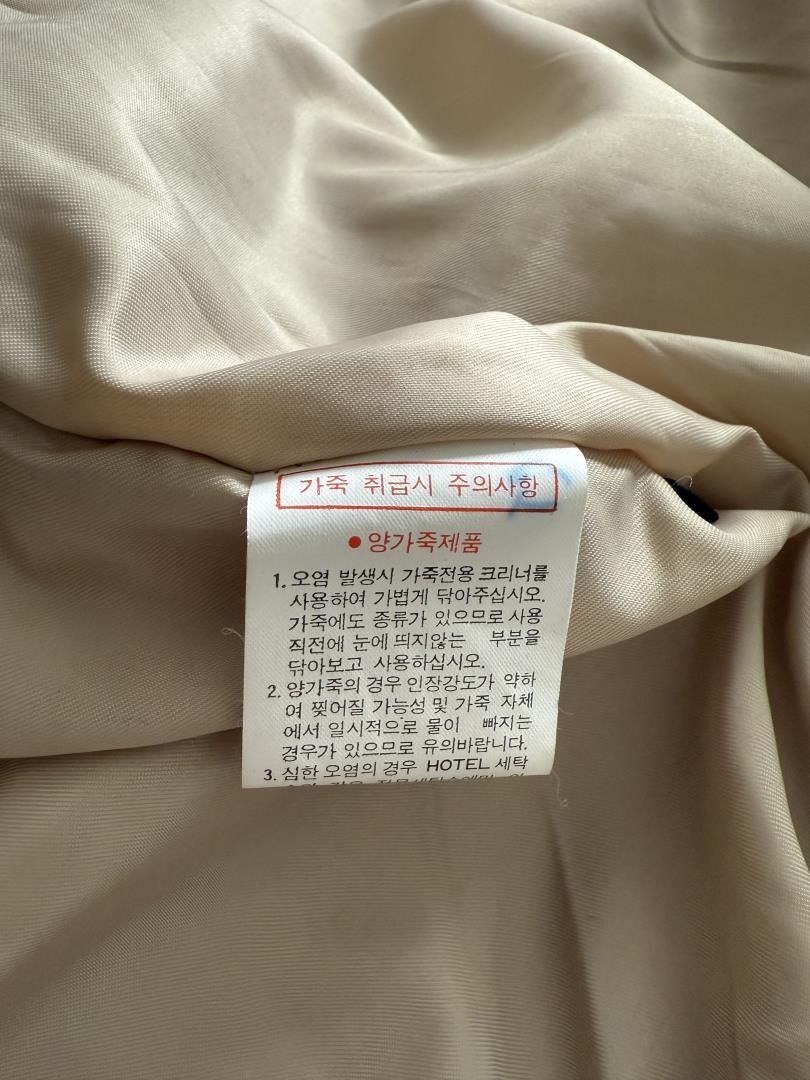 가죽 취급시 주의사항
● 양가죽제품
1. 오염 발생시 가죽전용 크리너를
사용하여 가볍게 닦아주십시오.
가죽에도 종류가 있으므로 사용
직전에 눈에 띄지않는 부분을
닦아보고 사용하십시오.
2. 양가죽의 경우 인장강도가 약하
여 찢어질 가능성 및 가죽 자체
에서 일시적으로 물이 빠지는
경우가 있으므로 유의바랍니다.
3. 심한 오염의 경우 HOTEL 세탁